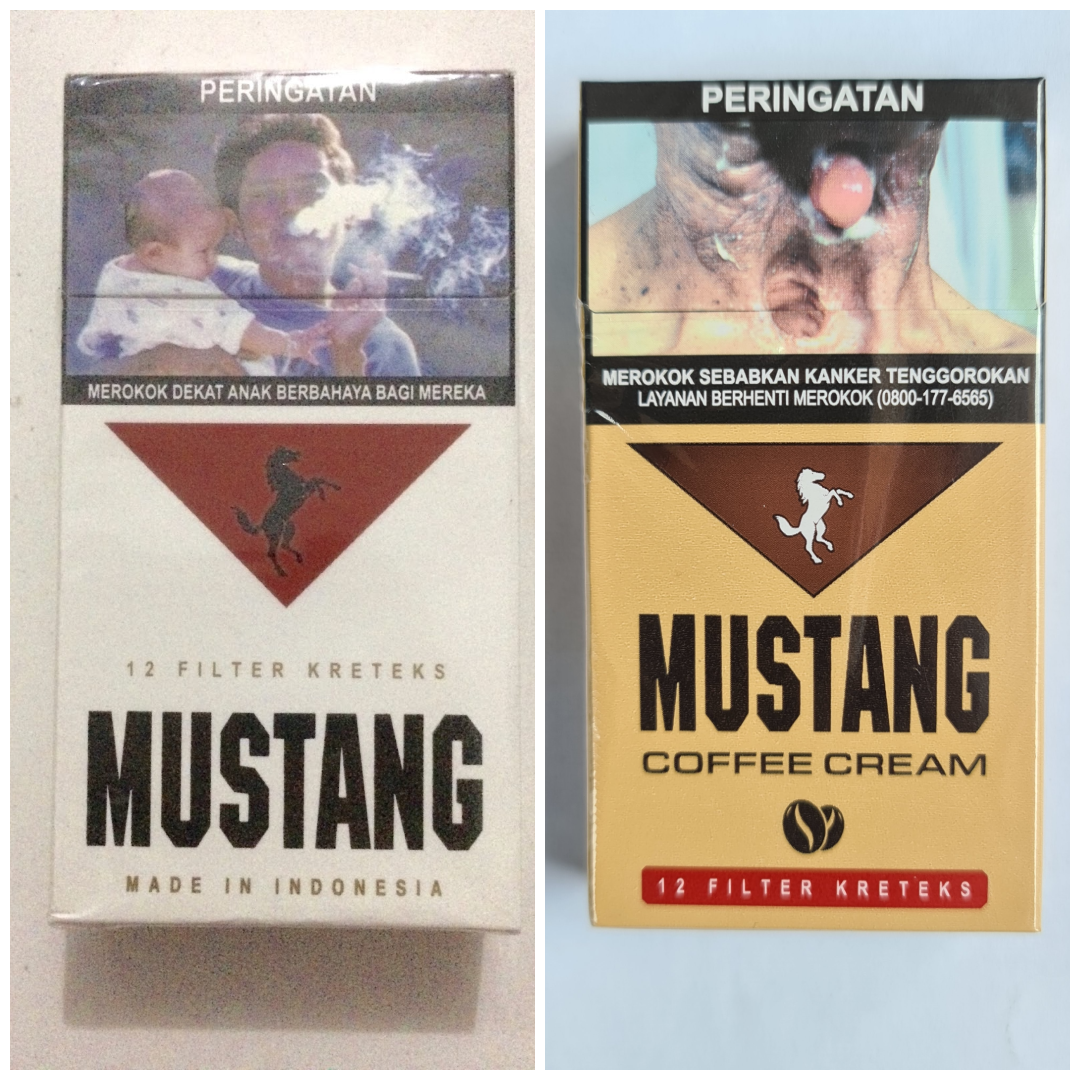 PERINGATAN
MEROKOK DEKAT ANAK BERBAHAYA BAGI MEREKA
12 FILTER KRETEKS
MUSTANG
MADE IN INDONESIA
PERINGATAN
MEROKOK SEBABKAN KANKER TENGGOROKAN
LAYANAN BERHENTI MEROKOK (0800-177-6565)
MUSTANG
COFFEE CREAM
12 FILTER KRETEKS